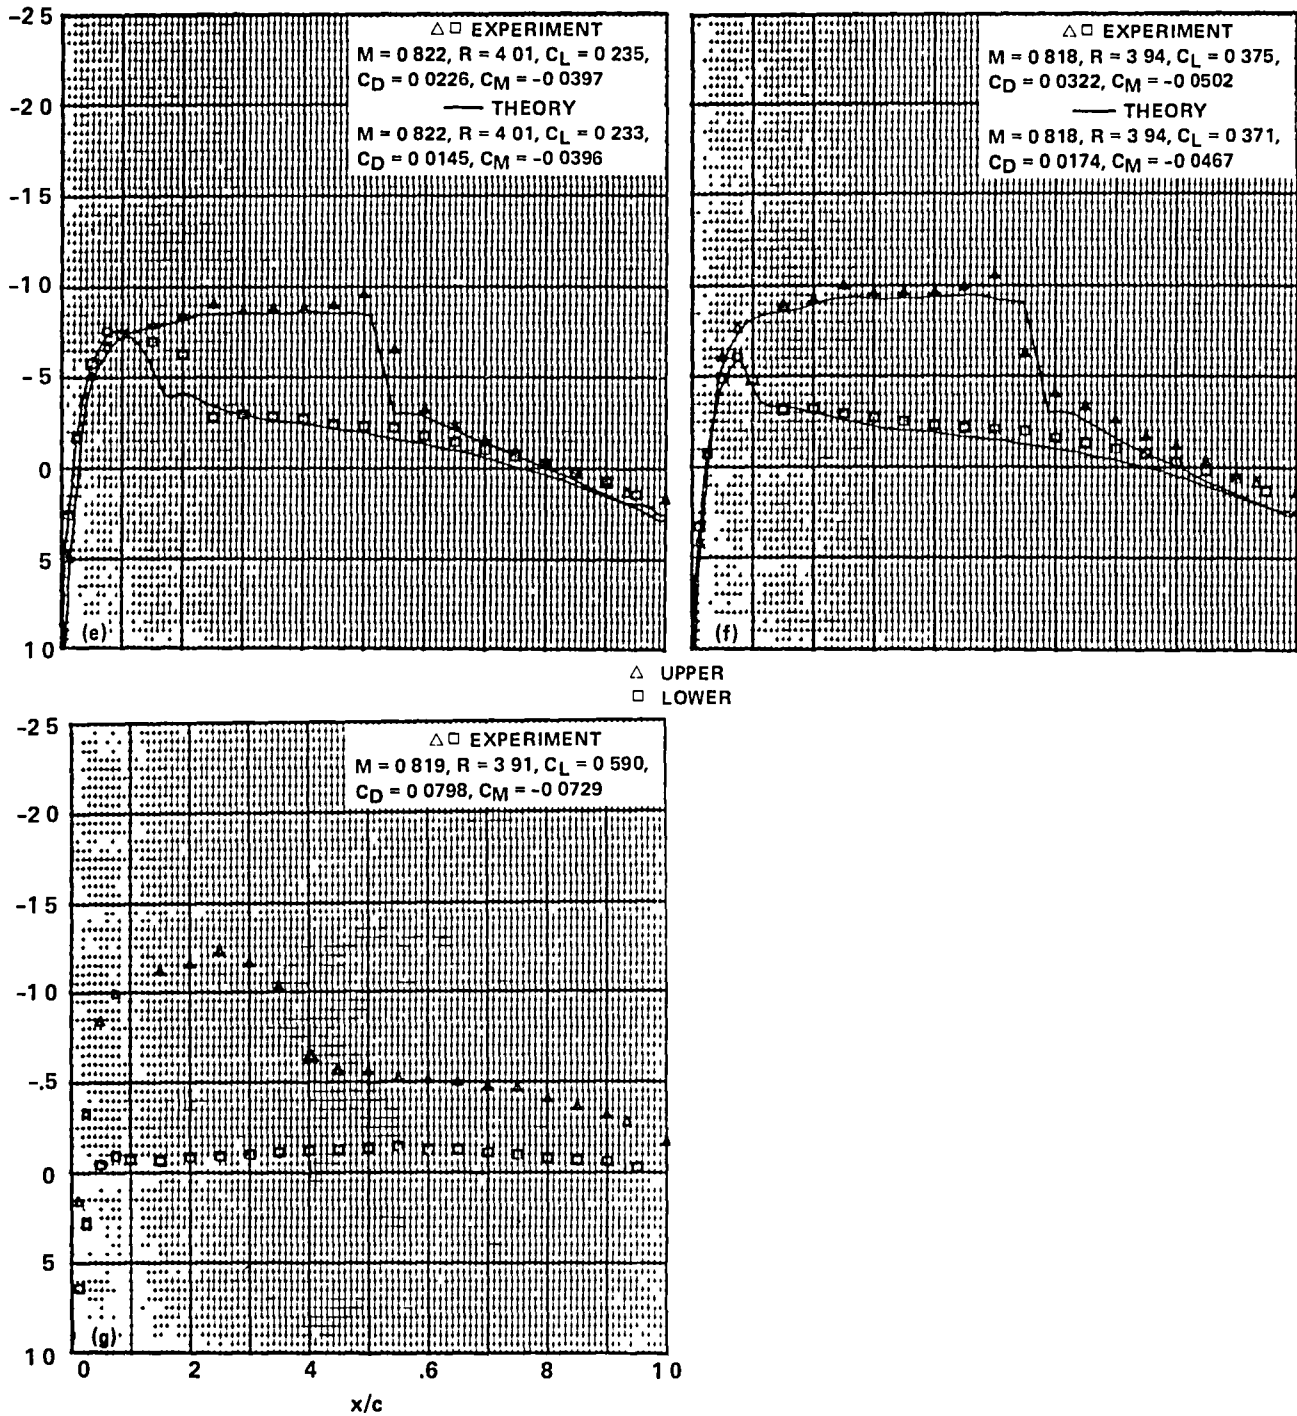 -2 5
-2 0
-1 5
-1 0
- 5
0
5
1 0
△ □ EXPERIMENT
M = 0 822, R = 4 01, CL = 0 235,
CD = 0 0226, CM = -0 0397
— THEORY
M = 0.822, R = 4 01, CL = 0 233,
CD = 0 0145, CM = -0 0396
(e)
△ □ EXPERIMENT
M = 0 818, R = 3 94, CL = 0 375,
CD = 0 0322, CM = -0 0502
— THEORY
M = 0 818, R = 3 94, CL = 0 371,
CD = 0 0174, CM = -0 0467
(f)
△ UPPER
□ LOWER
-2 5
-2 0
-1 5
-1 0
-.5
0
5
1 0
△ □ EXPERIMENT
M = 0 819, R = 3 91, CL = 0 590,
CD = 0 0798, CM = -0 0729
(g)
0 2 4 .6 8 1 0
x/c